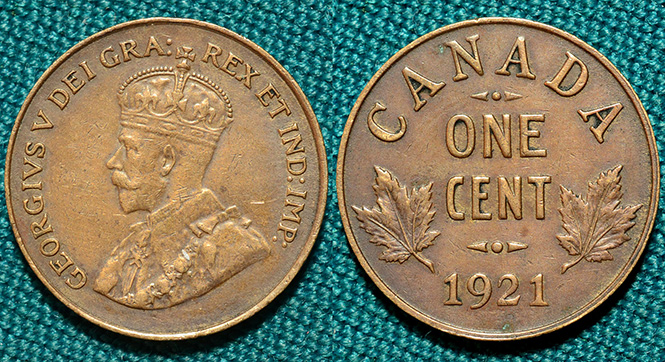 GEORGIVS V DEI GRA: REX ET IND: IMP:
CANADA
ONE
CENT
1921